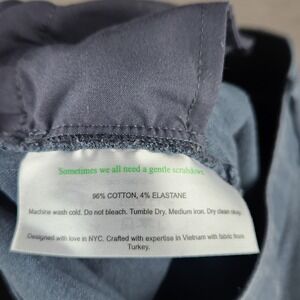 Sometimes we all need a gentle scrubdown.
96% COTTON, 4% ELASTANE
Machine wash cold. Do not bleach. Tumble Dry. Medium iron. Dry clean okay.
Designed with love in NYC. Crafted with expertise in Vietnam with fabric from
Turkey.